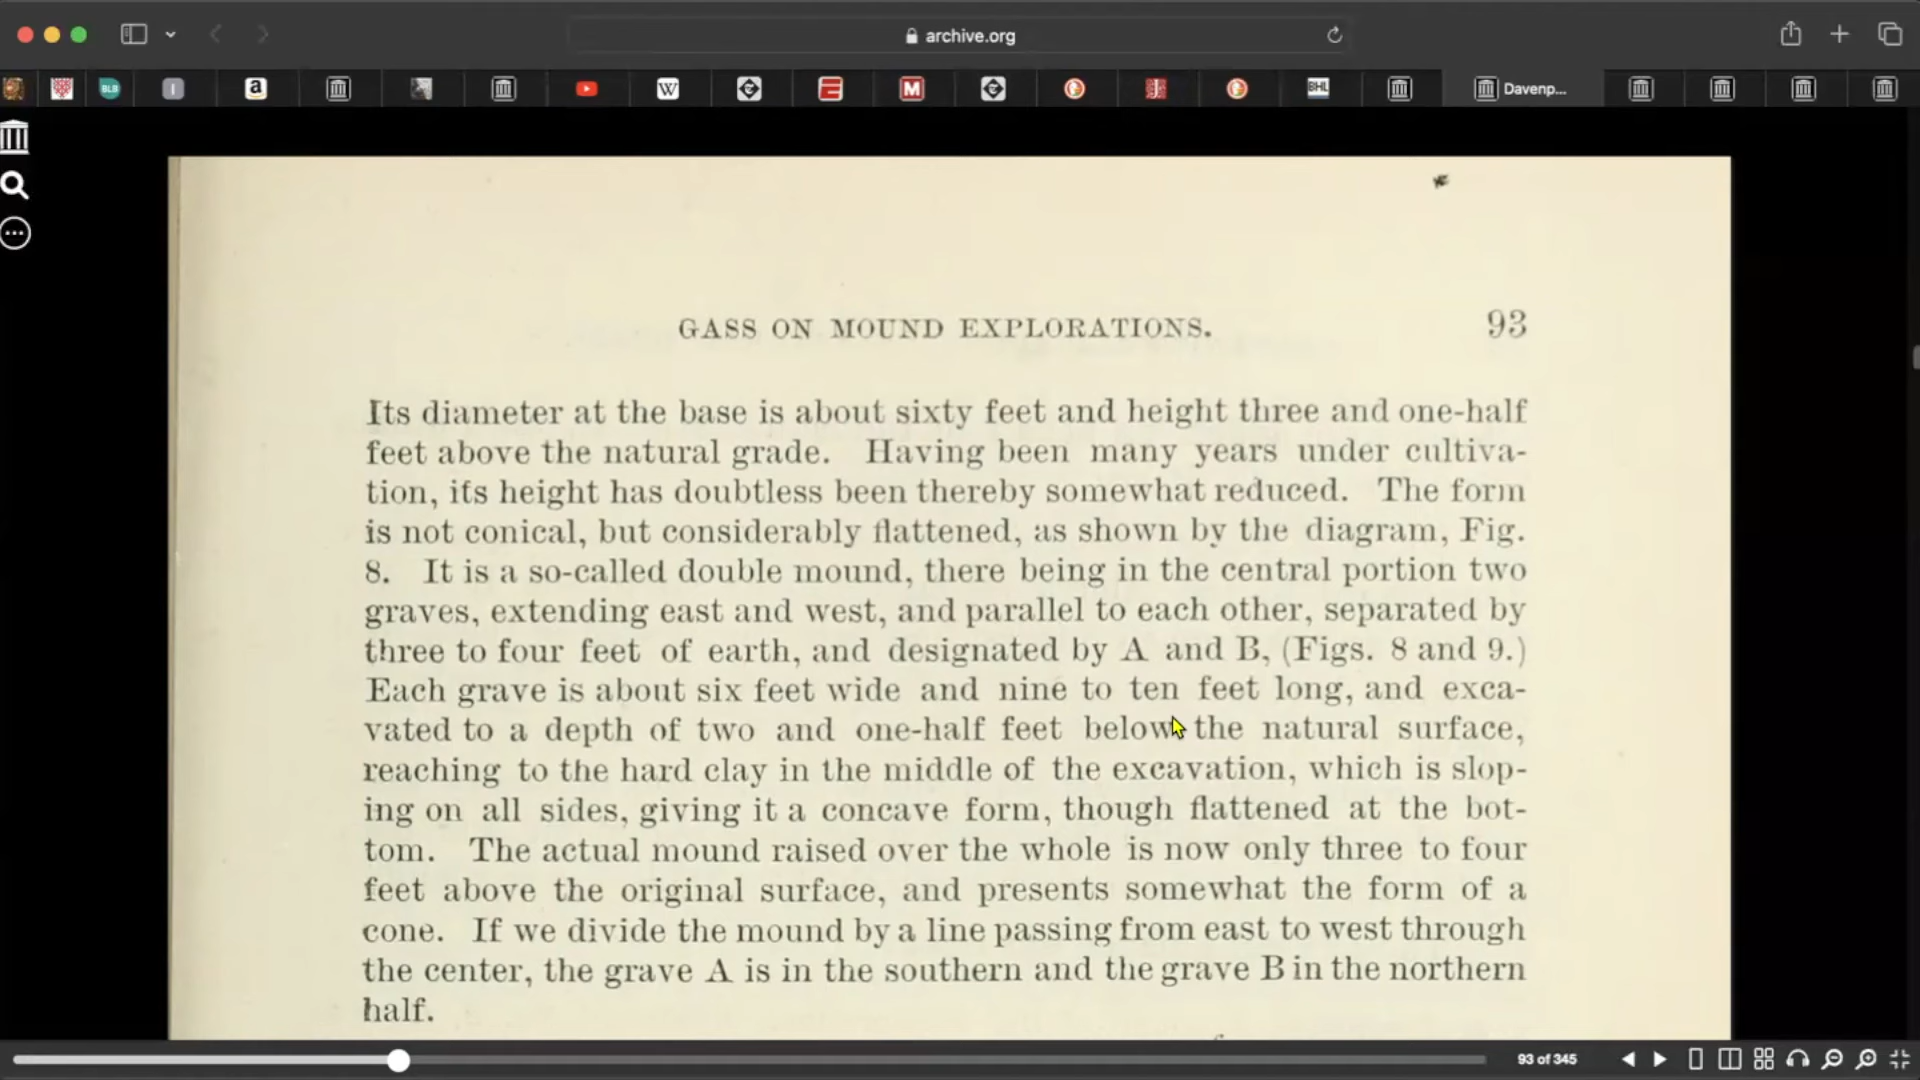 archive.org
BLB
I
a
W
M
J
BHL
Davenp...
GASS ON MOUND EXPLORATIONS. 93
Its diameter at the base is about sixty feet and height three and one-half
feet above the natural grade. Having been many years under cultiva-
tion, its height has doubtless been thereby somewhat reduced. The form
is not conical, but considerably flattened, as shown by the diagram, Fig.
8. It is a so-called double mound, there being in the central portion two
graves, extending east and west, and parallel to each other, separated by
three to four feet of earth, and designated by A and B, (Figs. 8 and 9.)
Each grave is about six feet wide and nine to ten feet long, and exca-
vated to a depth of two and one-half feet below the natural surface,
reaching to the hard clay in the middle of the excavation, which is slop-
ing on all sides, giving it a concave form, though flattened at the bot-
tom. The actual mound raised over the whole is now only three to four
feet above the original surface, and presents somewhat the form of a
cone. If we divide the mound by a line passing from east to west through
the center, the grave A is in the southern and the grave B in the northern
half.
93 of 345